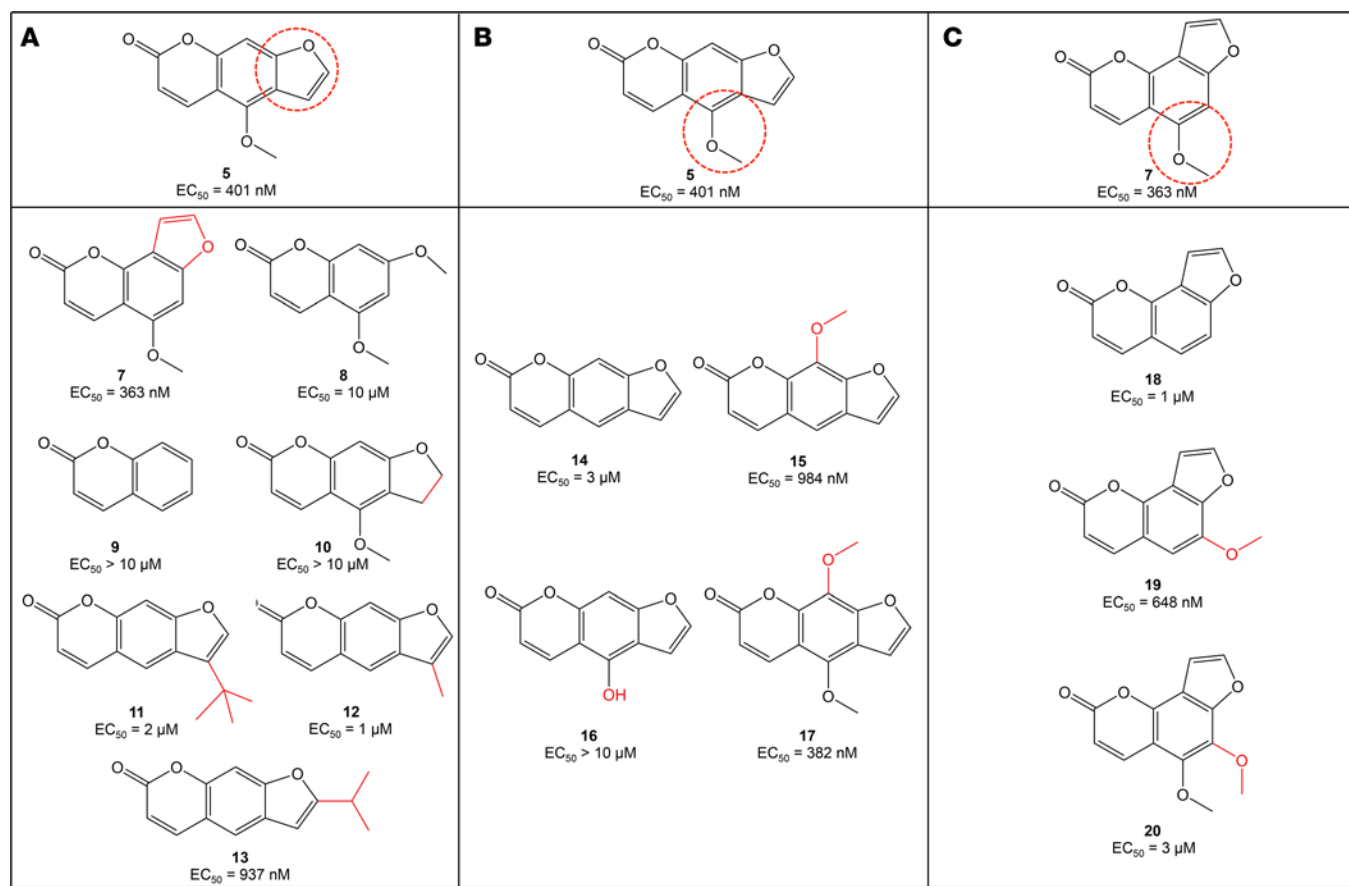 A
O O O
O
5
EC₅₀ = 401 nM
B
O O O
O
5
EC₅₀ = 401 nM
C
O O O
O
7
EC₅₀ = 363 nM
O O O
O
7
EC₅₀ = 363 nM
O O O
O
8
EC₅₀ = 10 µM
O O
9
EC₅₀ > 10 µM
O O O
O
10
EC₅₀ > 10 µM
O O O
11
EC₅₀ = 2 µM
O O
12
EC₅₀ = 1 µM
O O O
13
EC₅₀ = 937 nM
O O O
14
EC₅₀ = 3 µM
O
O O O
15
EC₅₀ = 984 nM
O O O
OH
16
EC₅₀ > 10 µM
O
O O O
O
17
EC₅₀ = 382 nM
O O O
18
EC₅₀ = 1 µM
O O O
O
19
EC₅₀ = 648 nM
O O O
O
O
20
EC₅₀ = 3 µM